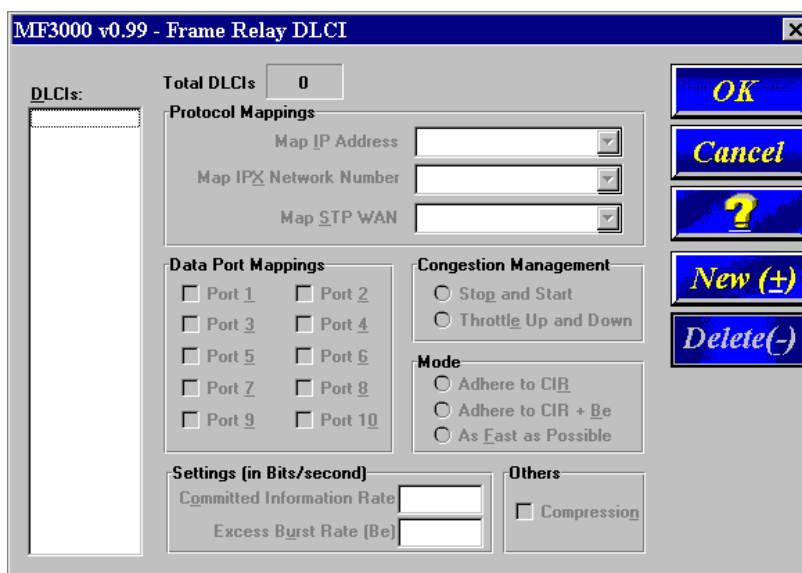 MF3000 v0.99 - Frame Relay DLCI
DLCIs:
Total DLCIs 0
Protocol Mappings
Map IP Address
Map IPX Network Number
Map STP WAN
Data Port Mappings
Port 1 Port 2
Port 3 Port 4
Port 5 Port 6
Port 7 Port 8
Port 9 Port 10
Congestion Management
Stop and Start
Throttle Up and Down
Mode
Adhere to CIR
Adhere to CIR + Be
As Fast as Possible
Settings (in Bits/second)
Committed Information Rate
Excess Burst Rate (Be)
Others
Compression
OK
Cancel
?
New (+)
Delete(-)